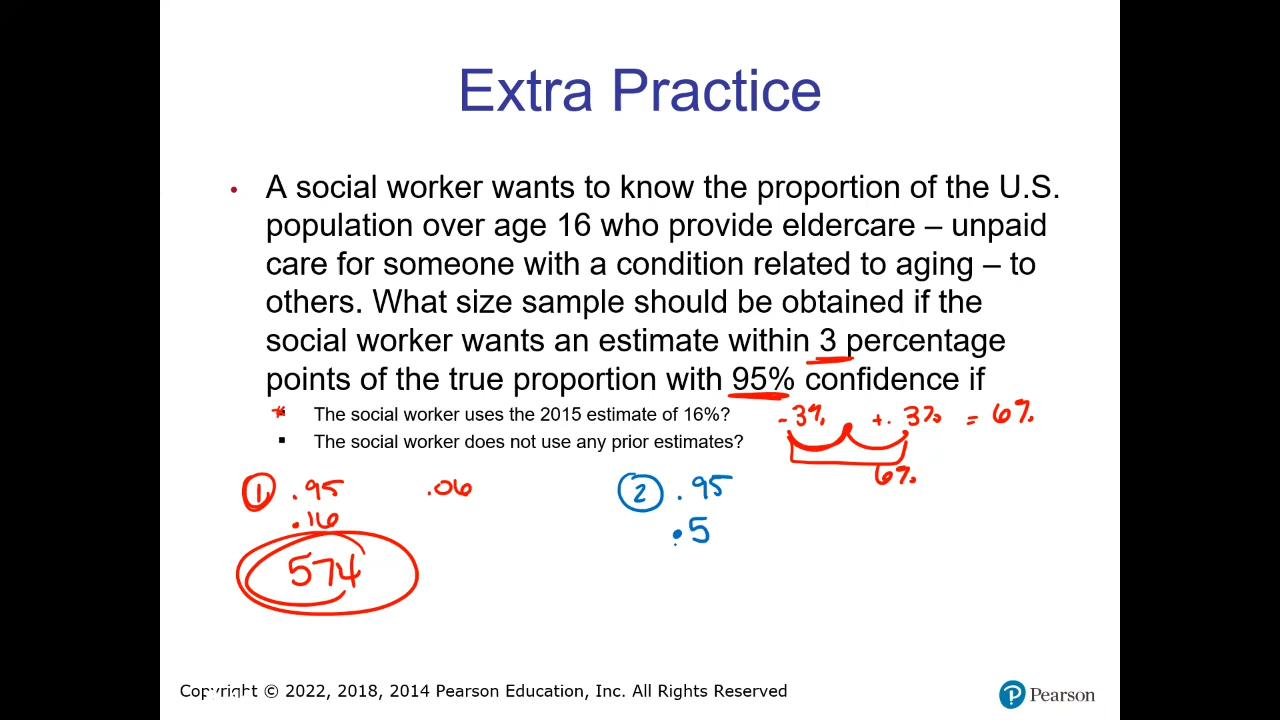 Extra Practice
• A social worker wants to know the proportion of the U.S.
population over age 16 who provide eldercare – unpaid
care for someone with a condition related to aging – to
others. What size sample should be obtained if the
social worker wants an estimate within 3 percentage
points of the true proportion with 95% confidence if
▪ The social worker uses the 2015 estimate of 16%?
- 3% + 3% = 6%
▪ The social worker does not use any prior estimates?
6%
① .95 .06
.16
574
② .95
.5
Copyright © 2022, 2018, 2014 Pearson Education, Inc. All Rights Reserved
P Pearson